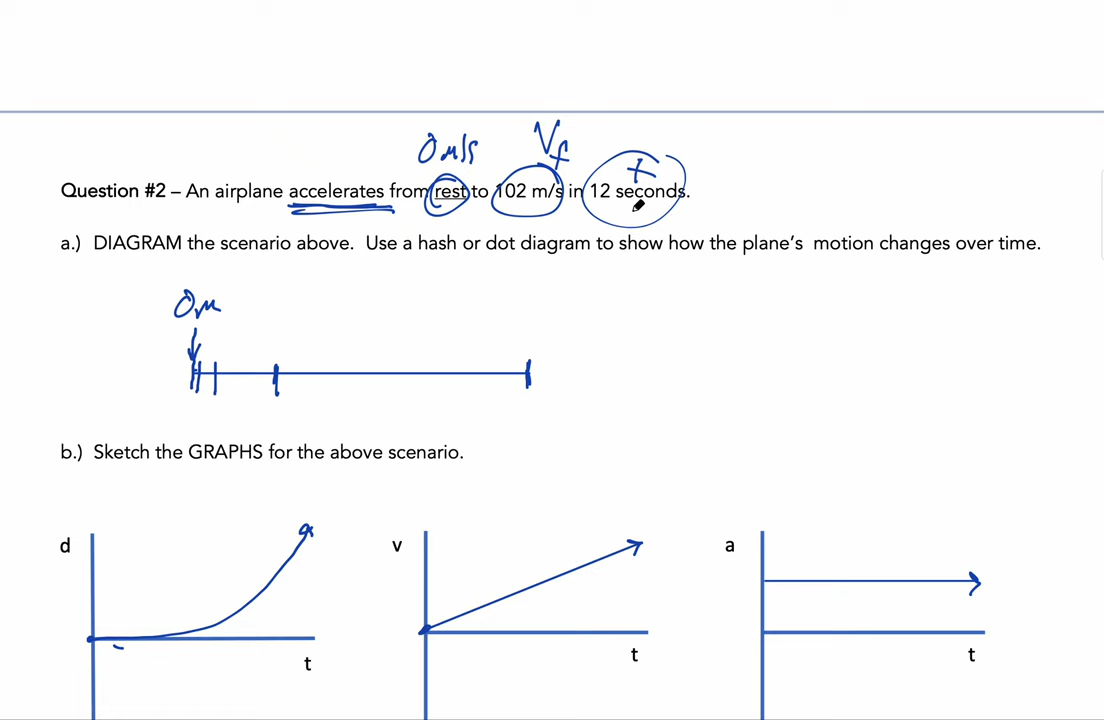 0 m/s Vf
t
Question #2 – An airplane accelerates from rest to 102 m/s in 12 seconds.
a.) DIAGRAM the scenario above. Use a hash or dot diagram to show how the plane's motion changes over time.
0m
b.) Sketch the GRAPHS for the above scenario.
d v a
t t t